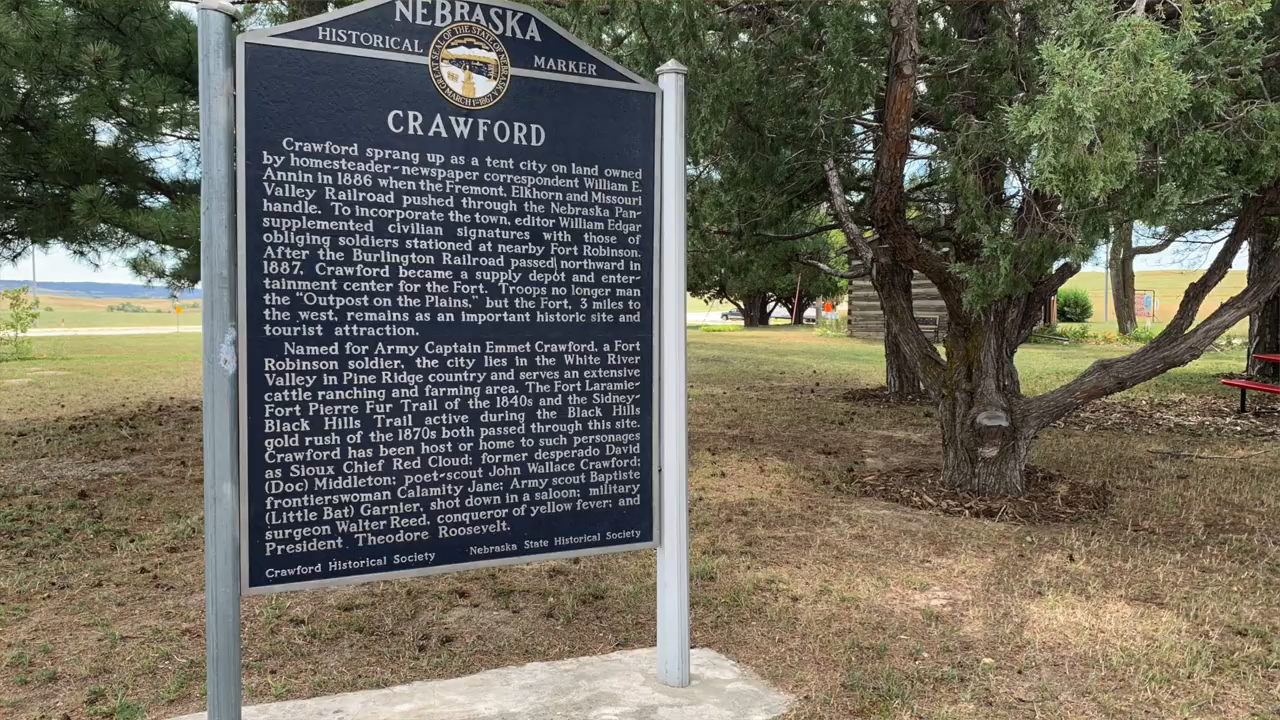 NEBRASKA
HISTORICAL MARKER
GREAT SEAL OF THE STATE OF NEBRASKA
MARCH 1ST 1867
CRAWFORD
Crawford sprang up as a tent city on land owned
by homesteader-newspaper correspondent William E.
Annin in 1886 when the Fremont, Elkhorn and Missouri
Valley Railroad pushed through the Nebraska Pan-
handle. To incorporate the town, editor William Edgar
supplemented civilian signatures with those of
obliging soldiers stationed at nearby Fort Robinson.
After the Burlington Railroad passed northward in
1887, Crawford became a supply depot and enter-
tainment center for the Fort. Troops no longer man
the "Outpost on the Plains," but the Fort, 3 miles to
the west, remains as an important historic site and
tourist attraction.
Named for Army Captain Emmet Crawford, a Fort
Robinson soldier, the city lies in the White River
Valley in Pine Ridge country and serves an extensive
cattle ranching and farming area. The Fort Laramie-
Fort Pierre Fur Trail of the 1840s and the Sidney-
Black Hills Trail active during the Black Hills
gold rush of the 1870s both passed through this site.
Crawford has been host or home to such personages
as Sioux Chief Red Cloud; former desperado David
(Doc) Middleton; poet-scout John Wallace Crawford;
frontierswoman Calamity Jane; Army scout Baptiste
(Little Bat) Garnier, shot down in a saloon; military
surgeon Walter Reed, conqueror of yellow fever; and
President Theodore Roosevelt.
Crawford Historical Society Nebraska State Historical Society